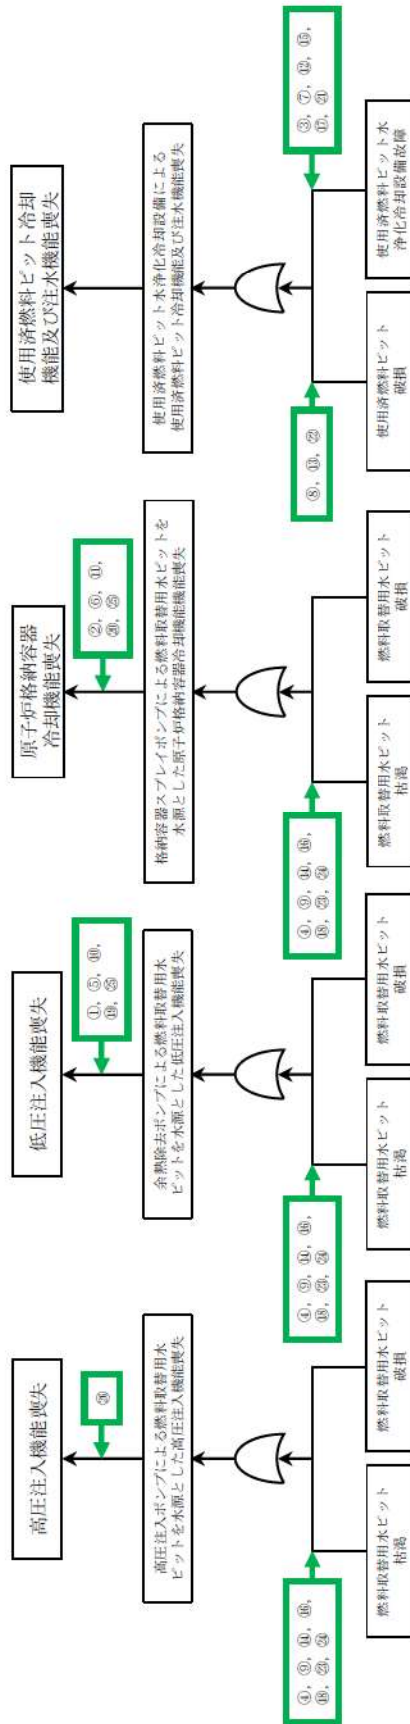 高圧注入機能喪失
㉖
高圧注入ポンプによる燃料取替用水
ピットを水源とした高圧注入機能喪失
④, ⑨, ⑭, ⑯,
⑱, ㉓, ㉔
燃料取替用水ピット
枯渇
燃料取替用水ピット
破損
低圧注入機能喪失
①, ⑤, ⑩,
⑲, ㉕
余熱除去ポンプによる燃料取替用水
ピットを水源とした低圧注入機能喪失
④, ⑨, ⑭, ⑯,
⑱, ㉓, ㉔
燃料取替用水ピット
枯渇
燃料取替用水ピット
破損
原子炉格納容器
冷却機能喪失
②, ⑥, ⑪,
⑳, ㉕
格納容器スプレイポンプによる燃料取替用水ピットを
水源とした原子炉格納容器冷却機能機能喪失
④, ⑨, ⑭, ⑯,
⑱, ㉓, ㉔
燃料取替用水ピット
枯渇
燃料取替用水ピット
破損
使用済燃料ピット冷却
機能及び注水機能喪失
使用済燃料ピット水浄化冷却設備による
使用済燃料ピット冷却機能及び注水機能喪失
⑧, ⑬, ㉒
③, ⑦, ⑫, ⑮,
⑰, ㉑
使用済燃料ピット
破損
使用済燃料ピット水
浄化冷却設備故障